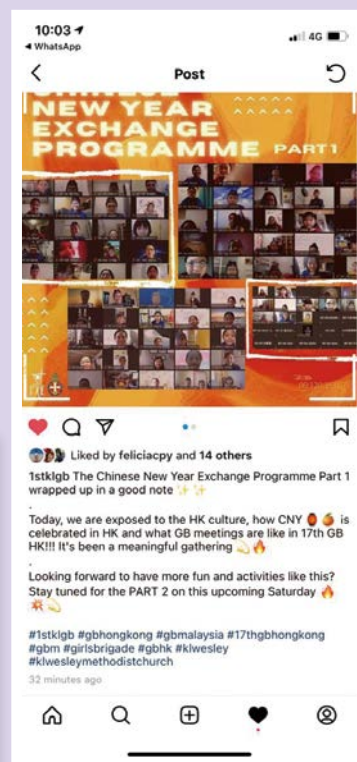 10:03
4G
WhatsApp
Post
CHINESE
NEW YEAR
EXCHANGE
PROGRAMME PART1
Liked by feliciacpy and 14 others
1stklgb The Chinese New Year Exchange Programme Part 1
wrapped up in a good note ✨ ✨
.
Today, we are exposed to the HK culture, how CNY 🏮 🍊 is
celebrated in HK and what GB meetings are like in 17th GB
HK!!! It's been a meaningful gathering 💫 🔥
.
Looking forward to have more fun and activities like this?
Stay tuned for the PART 2 on this upcoming Saturday 🔥
💥 💫
#1stklgb #gbhongkong #gbmalaysia #17thgbhongkong
#gbm #girlsbrigade #gbhk #klwesley
#klwesleymethodistchurch
32 minutes ago